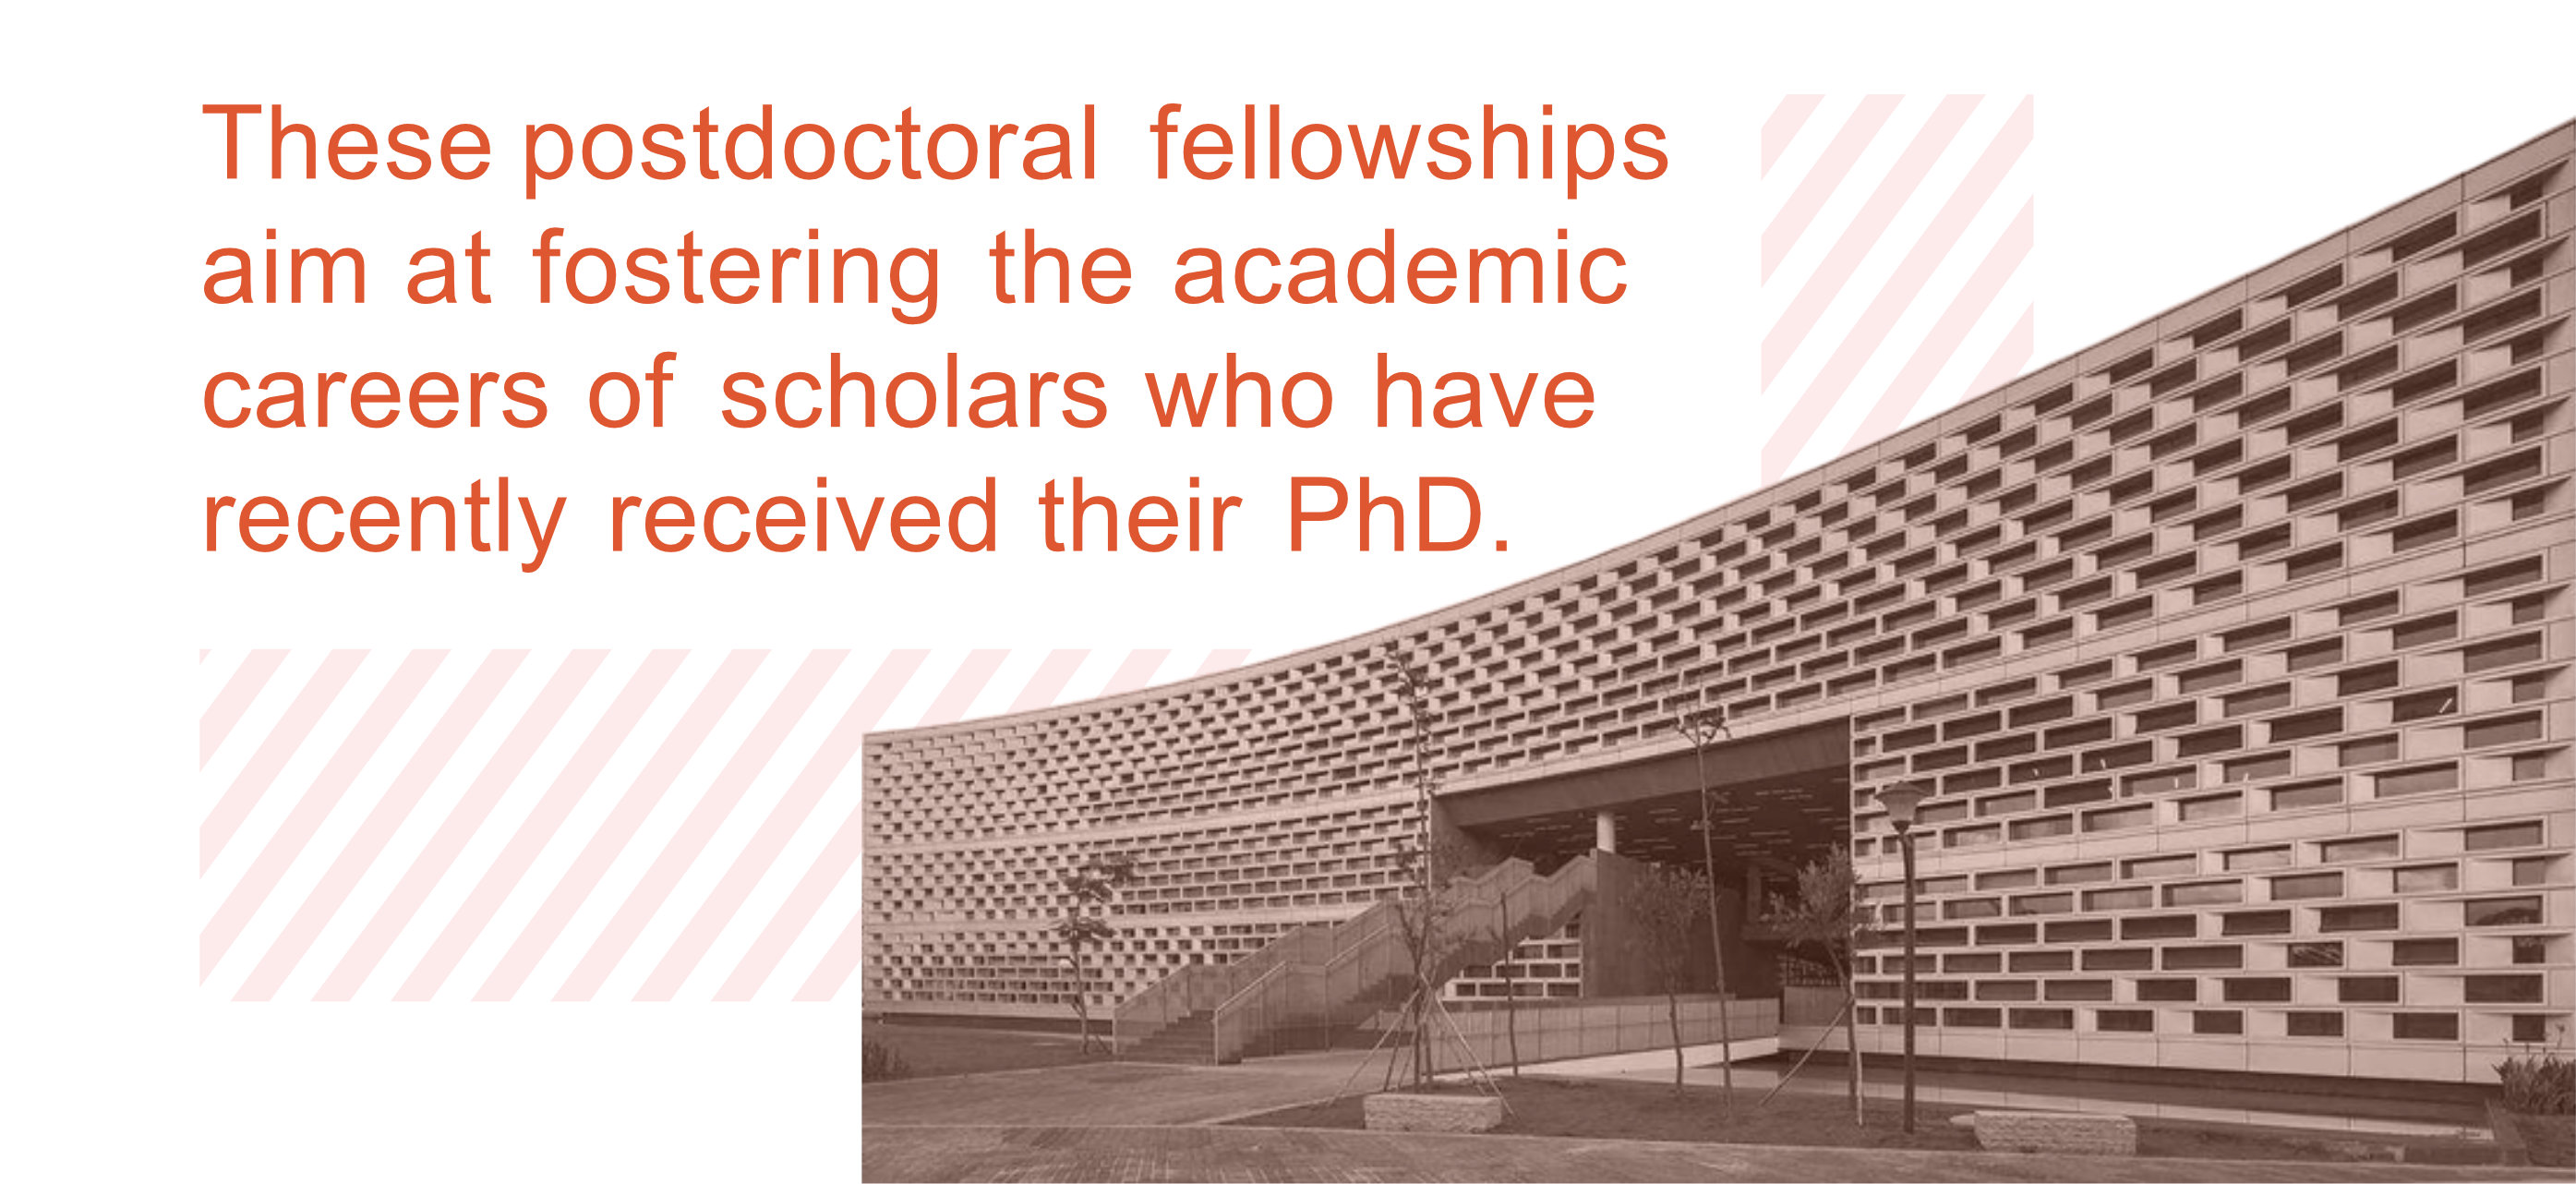 These postdoctoral fellowships
aim at fostering the academic
careers of scholars who have
recently received their PhD.